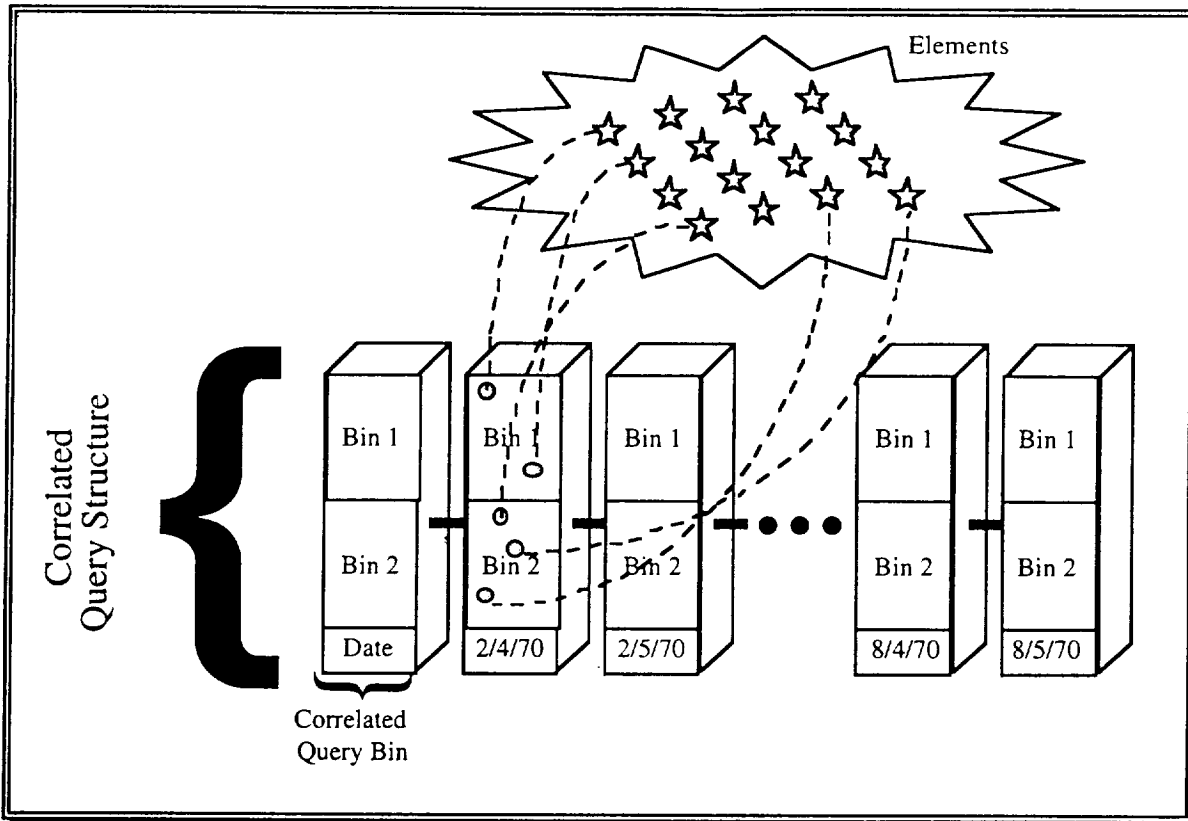 Elements
Correlated
Query Structure
Bin 1
Bin 2
Date
Bin 1
Bin 2
2/4/70
Bin 1
Bin 2
2/5/70
Bin 1
Bin 2
8/4/70
Bin 1
Bin 2
8/5/70
Correlated
Query Bin